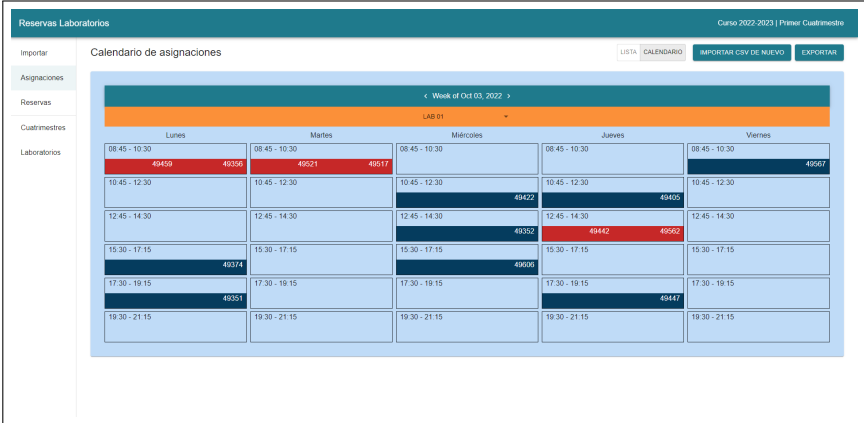 Reservas Laboratorios
Curso 2022-2023 | Primer Cuatrimestre
Importar
Asignaciones
Reservas
Cuatrimestres
Laboratorios
Calendario de asignaciones
LISTA CALENDARIO IMPORTAR CSV DE NUEVO EXPORTAR
< Week of Oct 03, 2022 >
LAB 01
Lunes Martes Miércoles Jueves Viernes
08:45 - 10:30 08:45 - 10:30 08:45 - 10:30 08:45 - 10:30 08:45 - 10:30
49459 49356 49521 49517 49567
10:45 - 12:30 10:45 - 12:30 10:45 - 12:30 10:45 - 12:30 10:45 - 12:30
49422 49405
12:45 - 14:30 12:45 - 14:30 12:45 - 14:30 12:45 - 14:30 12:45 - 14:30
49352 49442 49562
15:30 - 17:15 15:30 - 17:15 15:30 - 17:15 15:30 - 17:15 15:30 - 17:15
49374 49606
17:30 - 19:15 17:30 - 19:15 17:30 - 19:15 17:30 - 19:15 17:30 - 19:15
49351 49447
19:30 - 21:15 19:30 - 21:15 19:30 - 21:15 19:30 - 21:15 19:30 - 21:15